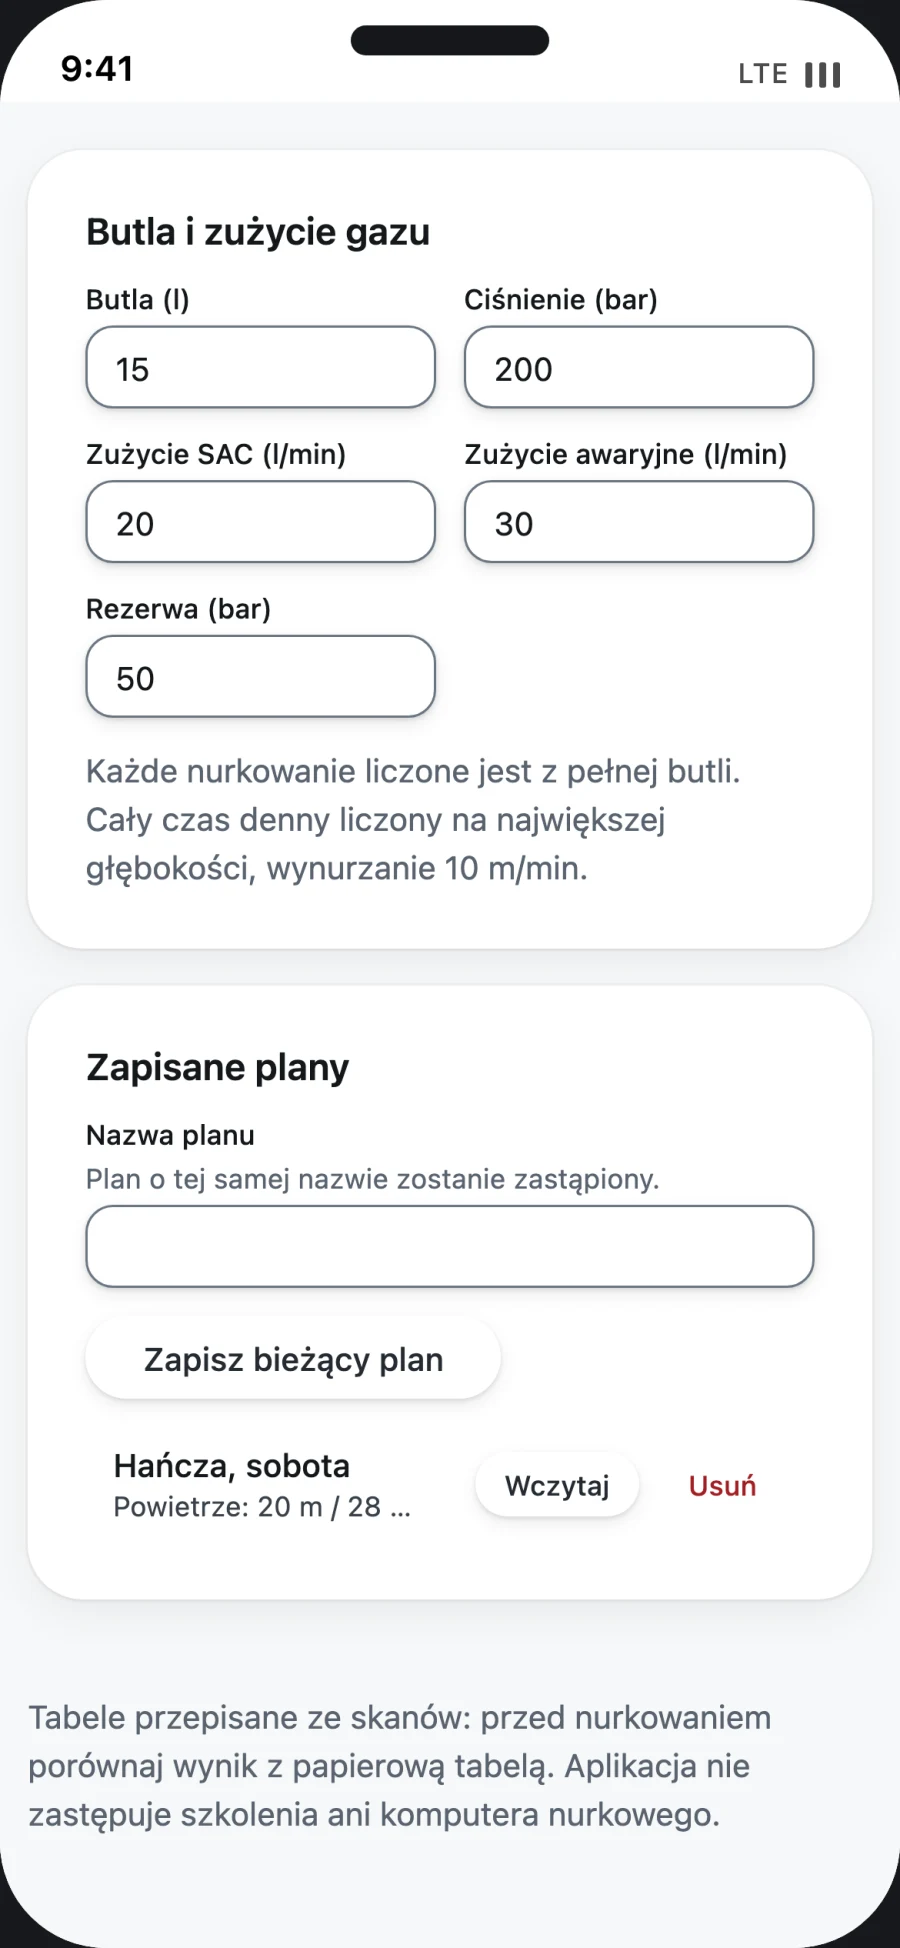 9:41
LTE
Butla i zużycie gazu
Butla (l)
Ciśnienie (bar)
15
200
Zużycie SAC (l/min)
Zużycie awaryjne (l/min)
20
30
Rezerwa (bar)
50
Każde nurkowanie liczone jest z pełnej butli.
Cały czas denny liczony na największej
głębokości, wynurzanie 10 m/min.
Zapisane plany
Nazwa planu
Plan o tej samej nazwie zostanie zastąpiony.
Zapisz bieżący plan
Hańcza, sobota
Powietrze: 20 m / 28 ...
Wczytaj
Usuń
Tabele przepisane ze skanów: przed nurkowaniem
porównaj wynik z papierową tabelą. Aplikacja nie
zastępuje szkolenia ani komputera nurkowego.